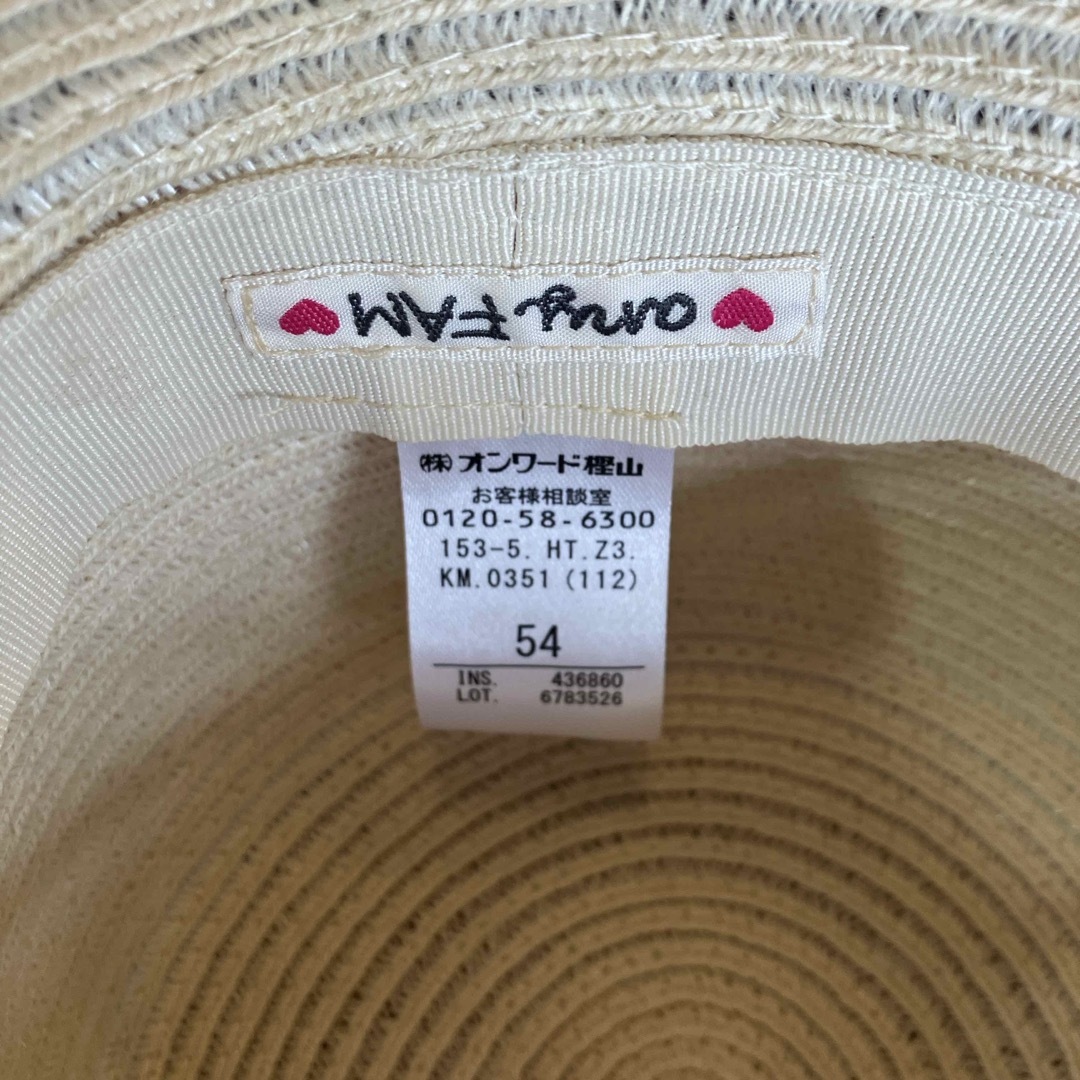 any FAM
(株)オンワード樫山
お客様相談室
0120-58-6300
153-5. HT.Z3.
KM.0351(112)
54
INS. 436860
LOT. 6783526